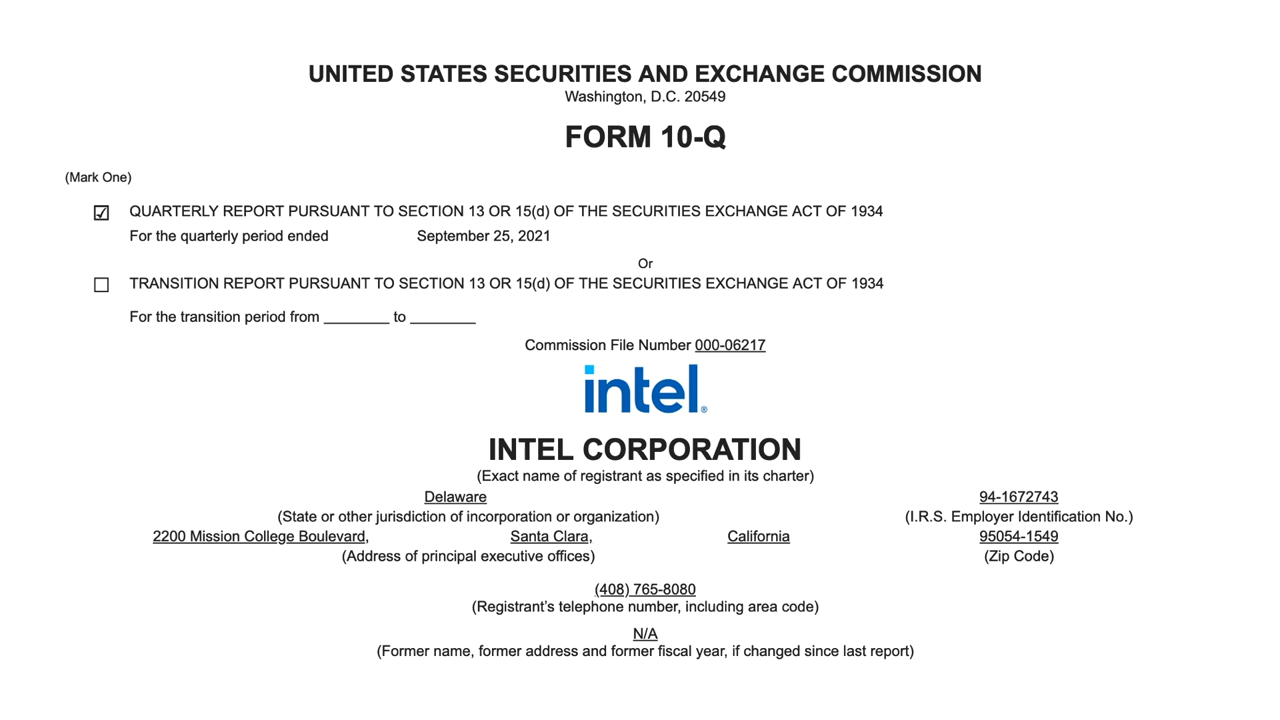 UNITED STATES SECURITIES AND EXCHANGE COMMISSION
Washington, D.C. 20549
FORM 10-Q
(Mark One)
☑ QUARTERLY REPORT PURSUANT TO SECTION 13 OR 15(d) OF THE SECURITIES EXCHANGE ACT OF 1934
For the quarterly period ended September 25, 2021
Or
☐ TRANSITION REPORT PURSUANT TO SECTION 13 OR 15(d) OF THE SECURITIES EXCHANGE ACT OF 1934
For the transition period from ________ to ________
Commission File Number 000-06217
intel®
INTEL CORPORATION
(Exact name of registrant as specified in its charter)
Delaware 94-1672743
(State or other jurisdiction of incorporation or organization) (I.R.S. Employer Identification No.)
2200 Mission College Boulevard, Santa Clara, California 95054-1549
(Address of principal executive offices) (Zip Code)
(408) 765-8080
(Registrant’s telephone number, including area code)
N/A
(Former name, former address and former fiscal year, if changed since last report)